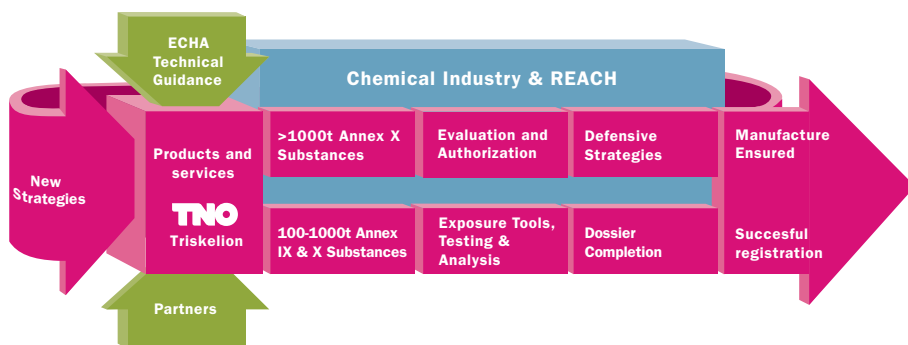 ECHA
Technical
Guidance
Chemical Industry & REACH
New
Strategies
Products and
services
TNO
Triskelion
>1000t Annex X
Substances
Evaluation and
Authorization
Defensive
Strategies
Manufacture
Ensured
100-1000t Annex
IX & X Substances
Exposure Tools,
Testing &
Analysis
Dossier
Completion
Succesful
registration
Partners